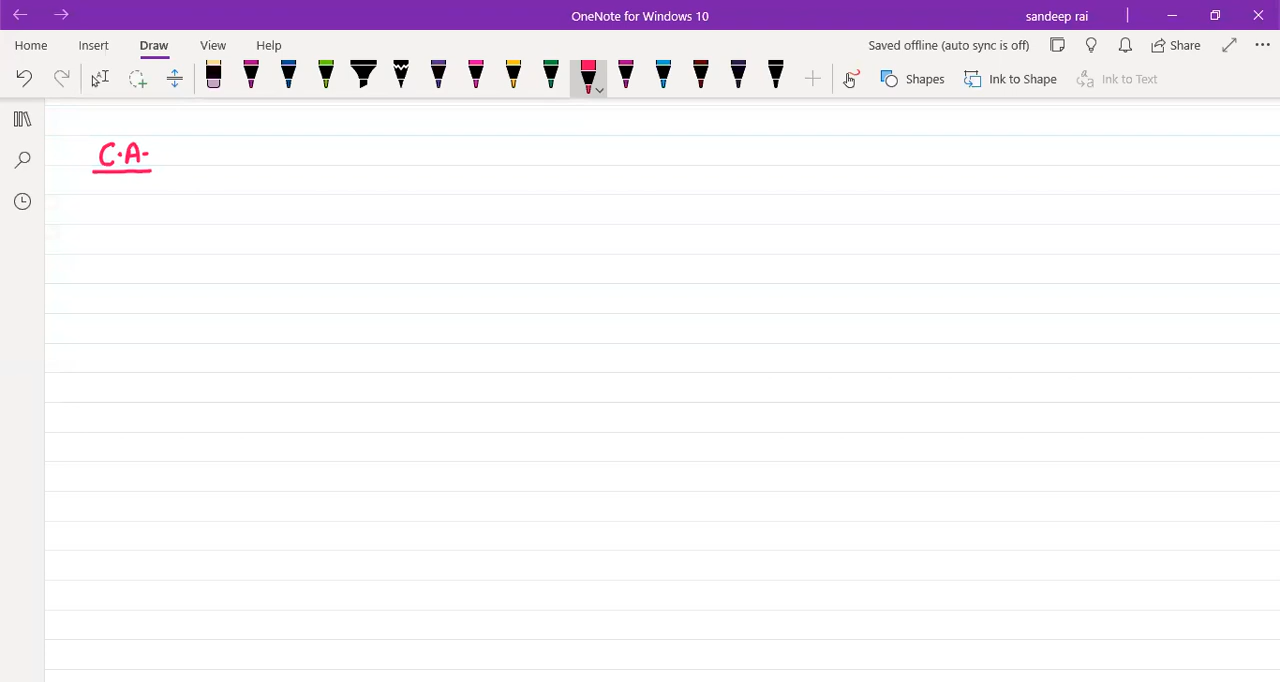 OneNote for Windows 10
sandeep rai
Home Insert Draw View Help
Saved offline (auto sync is off)
Share
Shapes
Ink to Shape
Ink to Text
C.A.